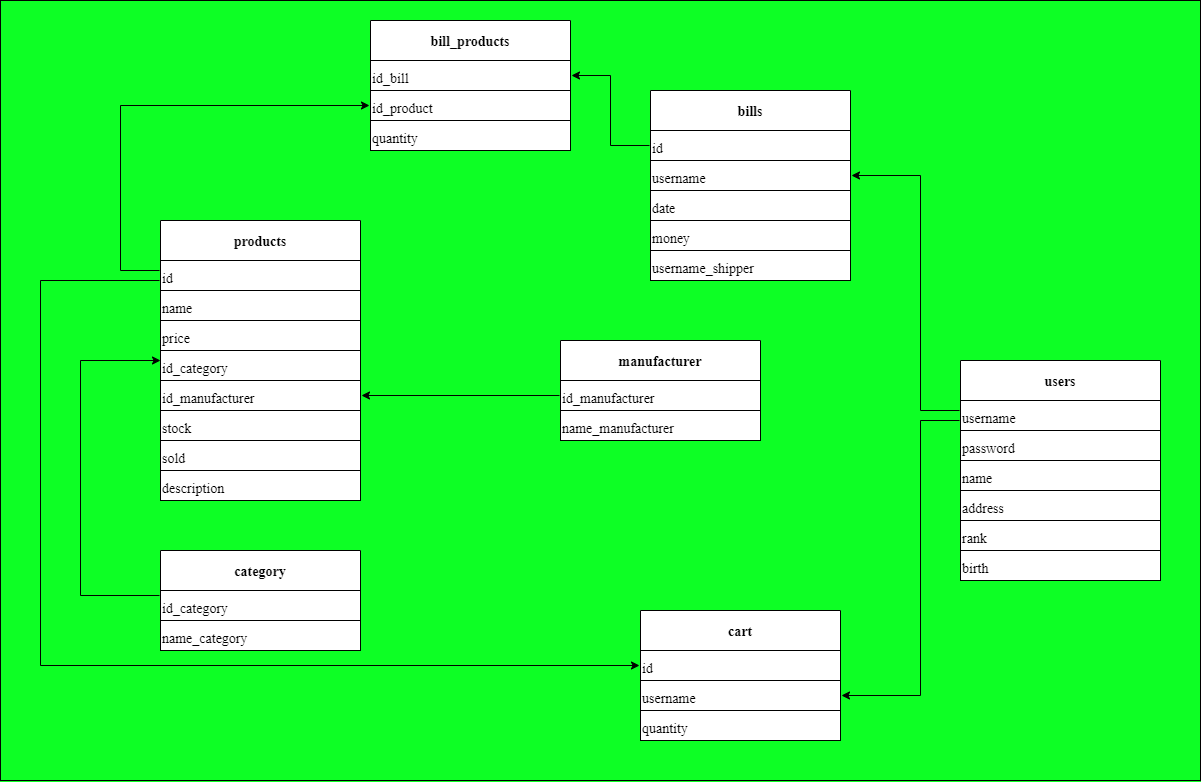 bill_products
id_bill
id_product
quantity
bills
id
username
date
money
username_shipper
products
id
name
price
id_category
id_manufacturer
stock
sold
description
manufacturer
id_manufacturer
name_manufacturer
users
username
password
name
address
rank
birth
category
id_category
name_category
cart
id
username
quantity